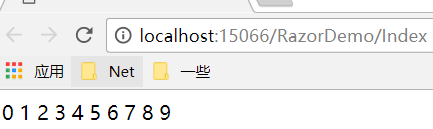 localhost:15066/RazorDemo/Index
应用 Net 一些
0 1 2 3 4 5 6 7 8 9